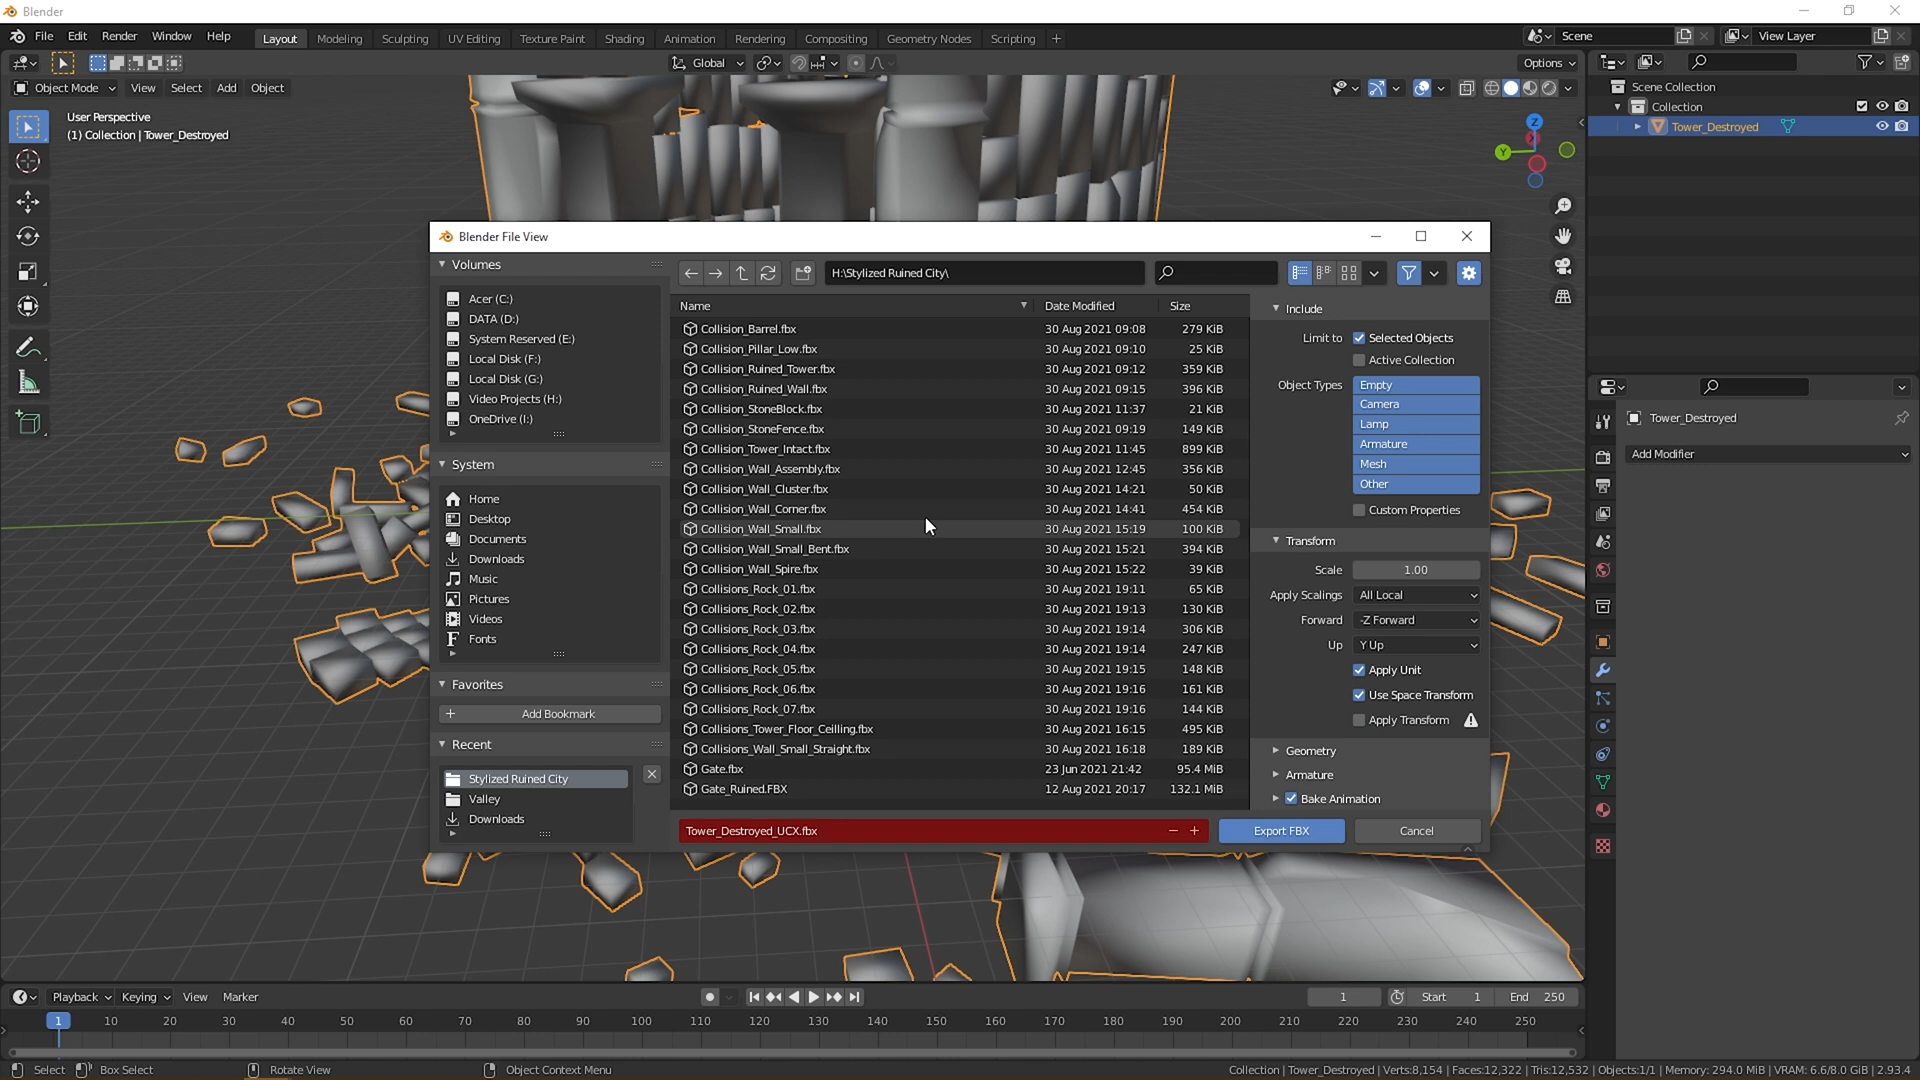 Blender
File Edit Render Window Help
Layout Modeling Sculpting UV Editing Texture Paint Shading Animation Rendering Compositing Geometry Nodes Scripting +
Scene
View Layer
Global
Options
Object Mode View Select Add Object
User Perspective
(1) Collection | Tower_Destroyed
Z
Y
Scene Collection
Collection
Tower_Destroyed
Tower_Destroyed
Add Modifier
Blender File View
Volumes
Acer (C:)
DATA (D:)
System Reserved (E:)
Local Disk (F:)
Local Disk (G:)
Video Projects (H:)
OneDrive (I:)
System
Home
Desktop
Documents
Downloads
Music
Pictures
Videos
Fonts
Favorites
Add Bookmark
Recent
Stylized Ruined City
Valley
Downloads
H:\Stylized Ruined City\
Name Date Modified Size
Collision_Barrel.fbx 30 Aug 2021 09:08 279 KiB
Collision_Pillar_Low.fbx 30 Aug 2021 09:10 25 KiB
Collision_Ruined_Tower.fbx 30 Aug 2021 09:12 359 KiB
Collision_Ruined_Wall.fbx 30 Aug 2021 09:15 396 KiB
Collision_StoneBlock.fbx 30 Aug 2021 11:37 21 KiB
Collision_StoneFence.fbx 30 Aug 2021 09:19 149 KiB
Collision_Tower_Intact.fbx 30 Aug 2021 11:45 899 KiB
Collision_Wall_Assembly.fbx 30 Aug 2021 12:45 356 KiB
Collision_Wall_Cluster.fbx 30 Aug 2021 14:21 50 KiB
Collision_Wall_Corner.fbx 30 Aug 2021 14:41 454 KiB
Collision_Wall_Small.fbx 30 Aug 2021 15:19 100 KiB
Collision_Wall_Small_Bent.fbx 30 Aug 2021 15:21 394 KiB
Collision_Wall_Spire.fbx 30 Aug 2021 15:22 39 KiB
Collisions_Rock_01.fbx 30 Aug 2021 19:11 65 KiB
Collisions_Rock_02.fbx 30 Aug 2021 19:13 130 KiB
Collisions_Rock_03.fbx 30 Aug 2021 19:14 306 KiB
Collisions_Rock_04.fbx 30 Aug 2021 19:14 247 KiB
Collisions_Rock_05.fbx 30 Aug 2021 19:15 148 KiB
Collisions_Rock_06.fbx 30 Aug 2021 19:16 161 KiB
Collisions_Rock_07.fbx 30 Aug 2021 19:16 144 KiB
Collisions_Tower_Floor_Ceilling.fbx 30 Aug 2021 16:15 495 KiB
Collisions_Wall_Small_Straight.fbx 30 Aug 2021 16:18 189 KiB
Gate.fbx 23 Jun 2021 21:42 95.4 MiB
Gate_Ruined.FBX 12 Aug 2021 20:17 132.1 MiB
Include
Limit to Selected Objects
Active Collection
Object Types Empty
Camera
Lamp
Armature
Mesh
Other
Custom Properties
Transform
Scale 1.00
Apply Scalings All Local
Forward -Z Forward
Up Y Up
Apply Unit
Use Space Transform
Apply Transform
Geometry
Armature
Bake Animation
Tower_Destroyed_UCX.fbx - + Export FBX Cancel
Playback Keying View Marker
1 Start 1 End 250
1 10 20 30 40 50 60 70 80 90 100 110 120 130 140 150 160 170 180 190 200 210 220 230 240 250
Select Box Select Rotate View Object Context Menu
Collection | Tower_Destroyed | Verts:8,154 | Faces:12,322 | Tris:12,532 | Objects:1/1 | Memory: 294.0 MiB | VRAM: 6.6/8.0 GiB | 2.93.4